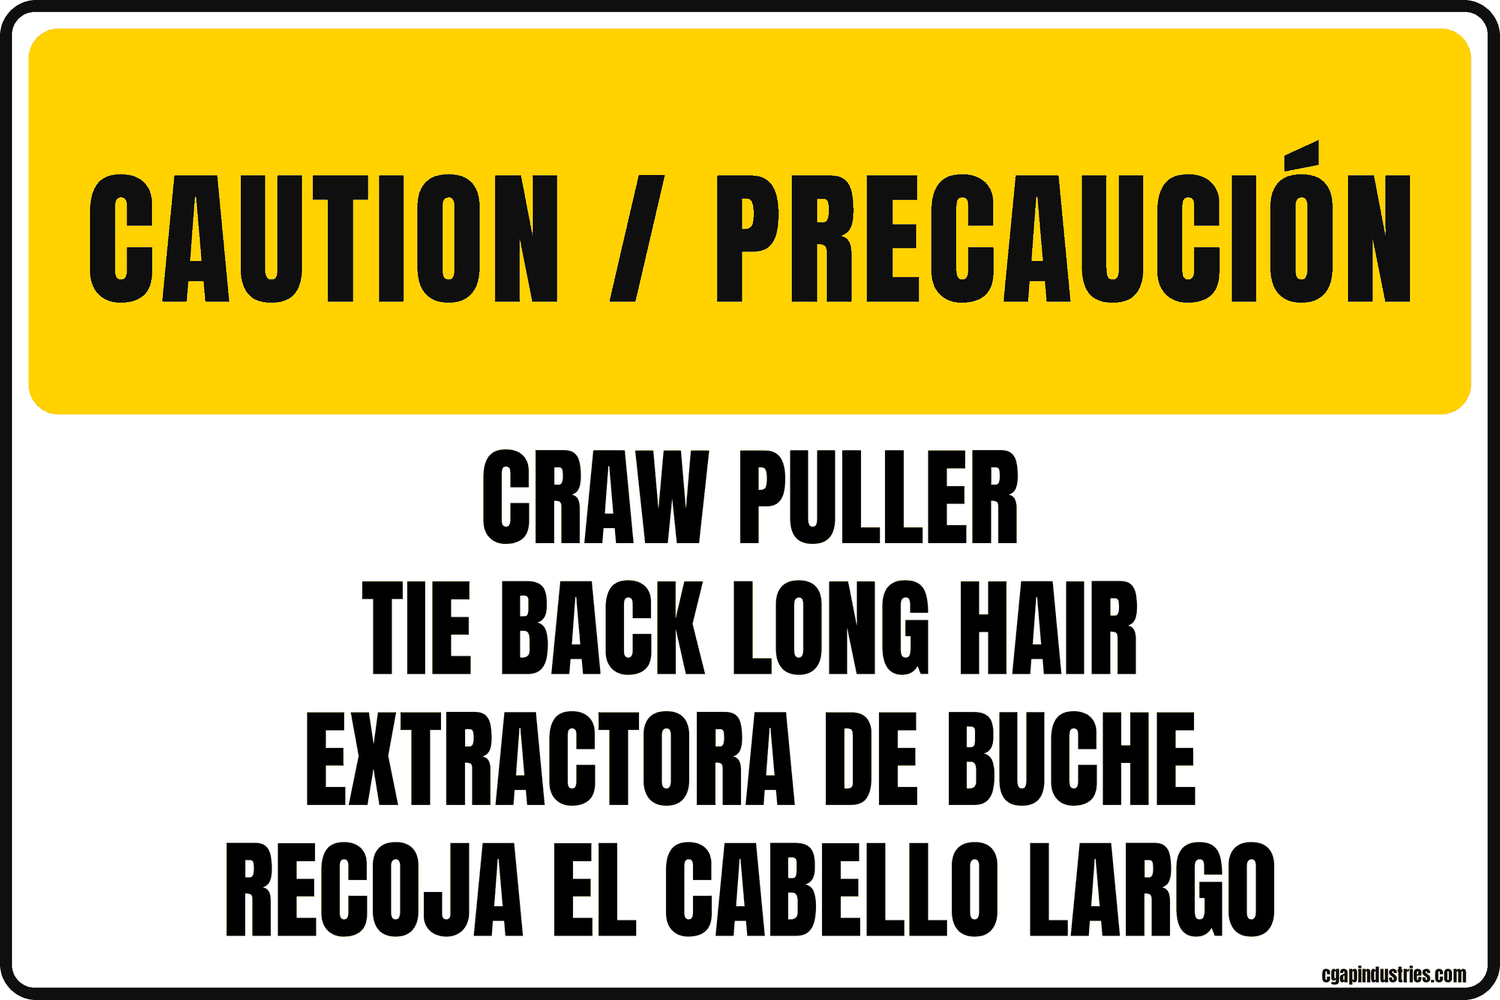 CAUTION / PRECAUCIÓN
CRAW PULLER
TIE BACK LONG HAIR
EXTRACTORA DE BUCHE
RECOJA EL CABELLO LARGO
cgapindustries.com